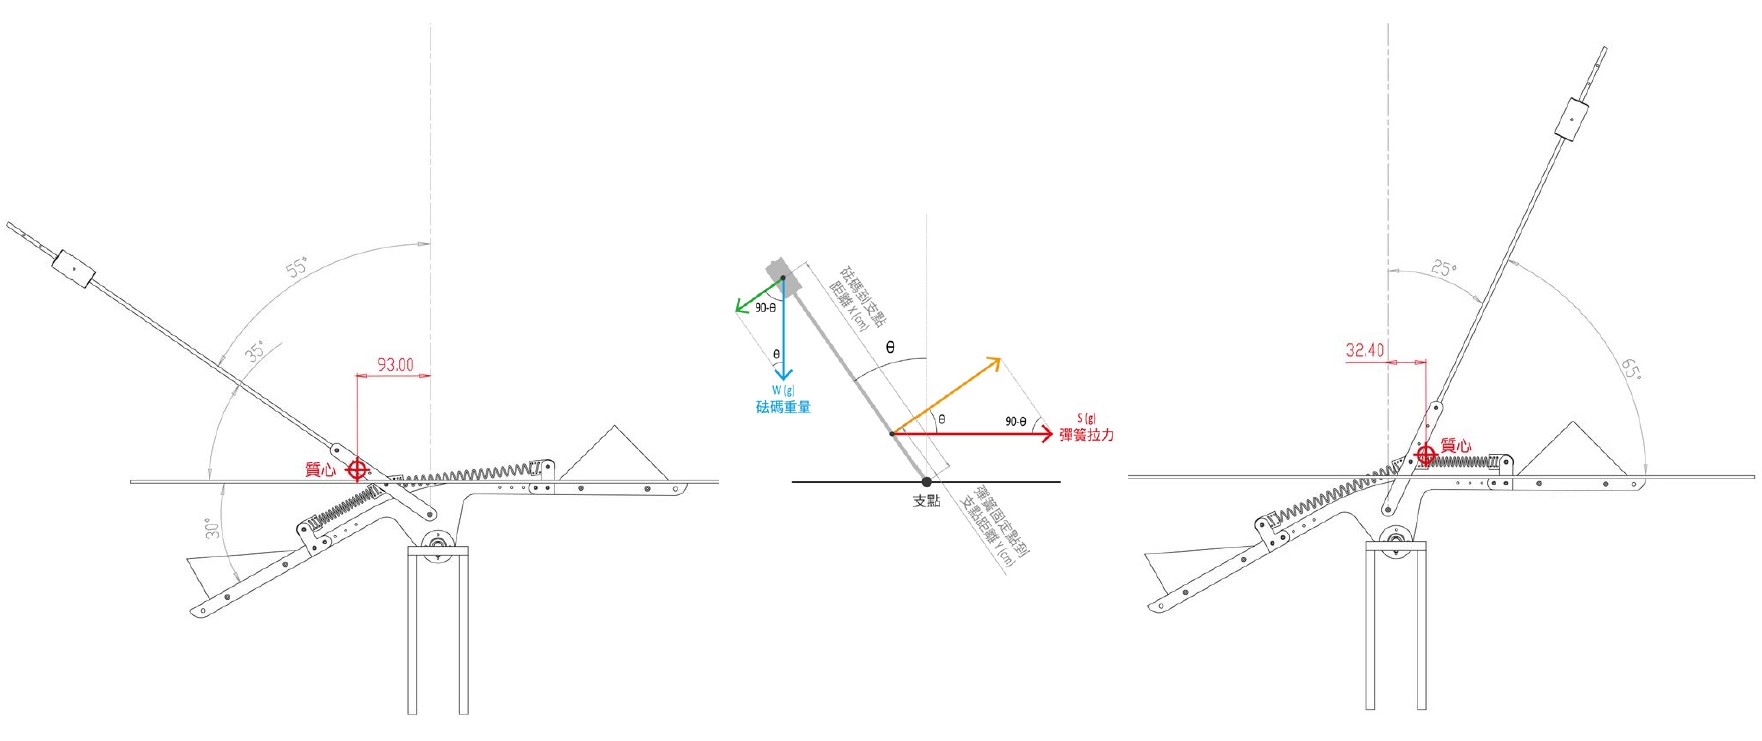 55°
35°
93.00
質心
30°
砝碼到支點
距離 X (cm)
θ
90-θ
θ
W (g)
砝碼重量
θ
90-θ
S (g)
彈簧拉力
支點
彈簧固定點到
支點距離 Y (cm)
25°
32.40
65°
質心